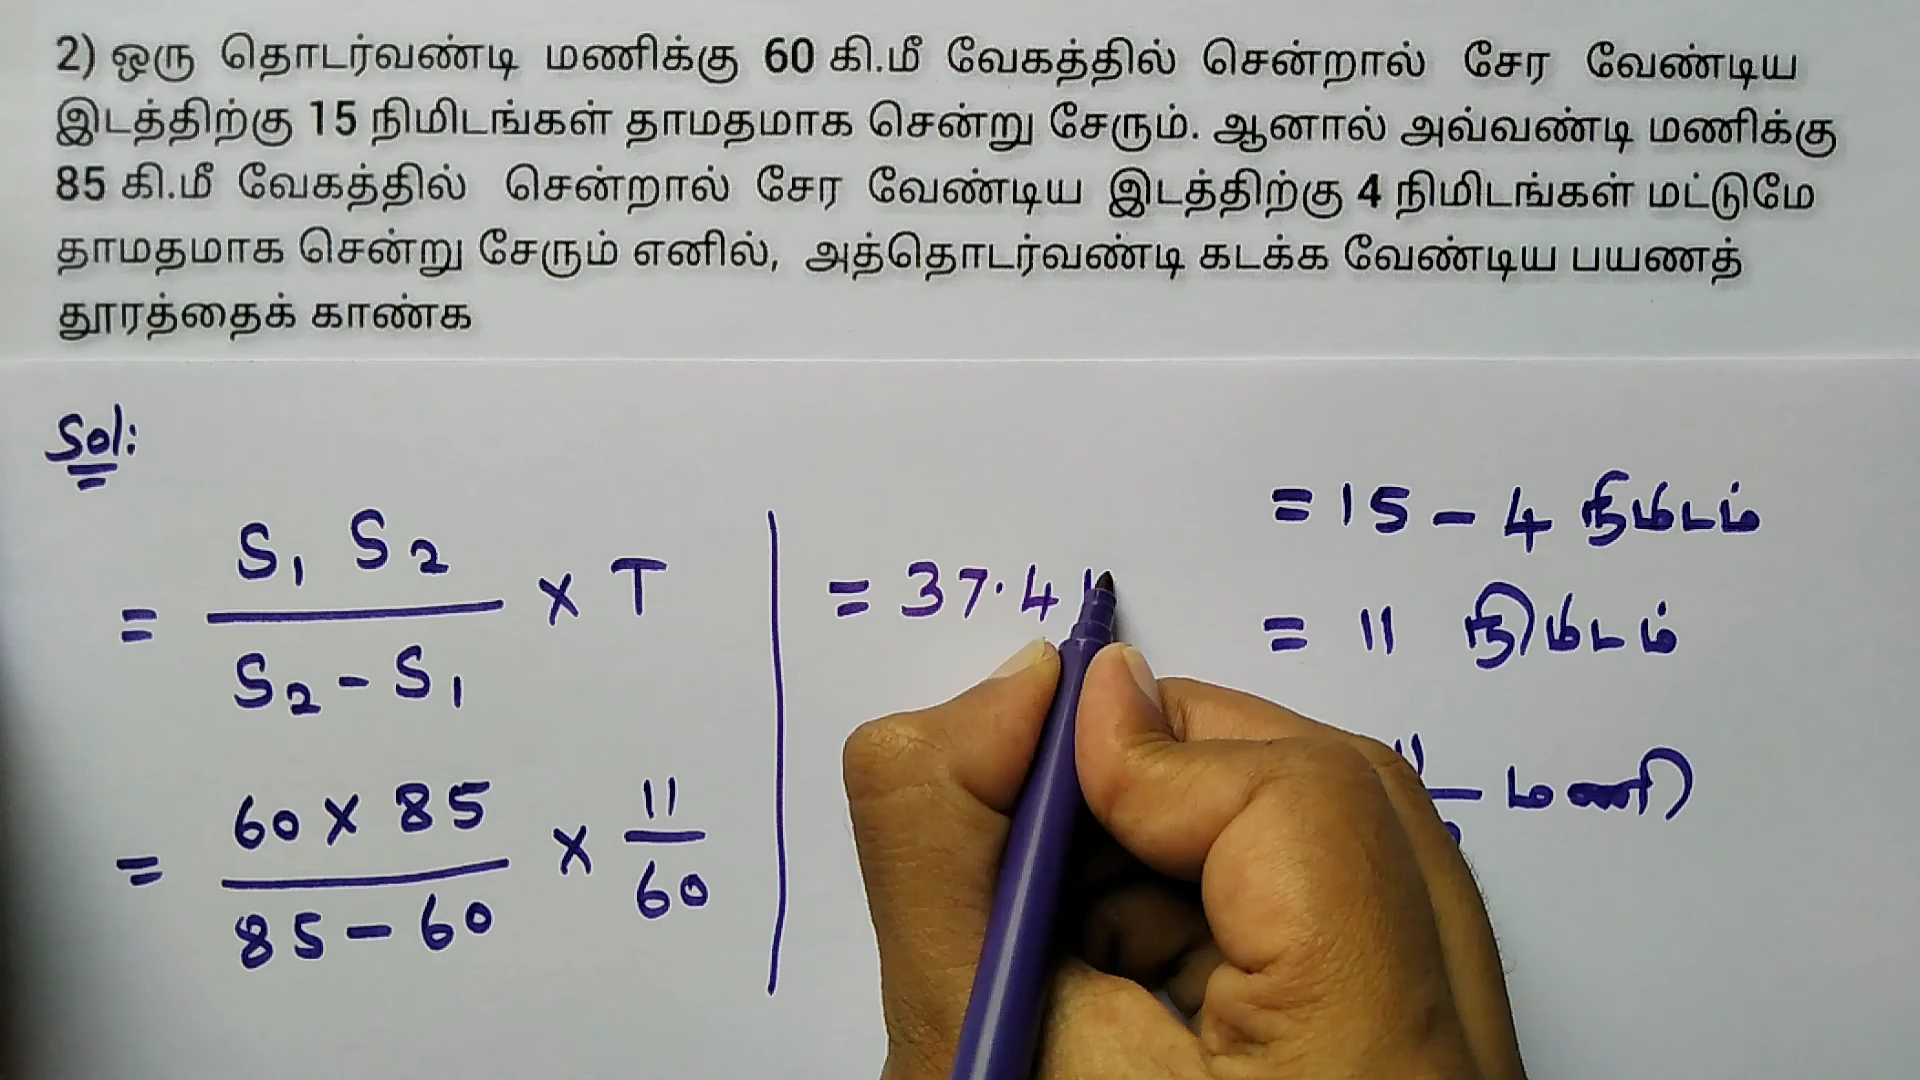 2) ஒரு தொடர்வண்டி மணிக்கு 60 கி.மீ வேகத்தில் சென்றால் சேர வேண்டிய
இடத்திற்கு 15 நிமிடங்கள் தாமதமாக சென்று சேரும். ஆனால் அவ்வண்டி மணிக்கு
85 கி.மீ வேகத்தில் சென்றால் சேர வேண்டிய இடத்திற்கு 4 நிமிடங்கள் மட்டுமே
தாமதமாக சென்று சேரும் எனில், அத்தொடர்வண்டி கடக்க வேண்டிய பயணத்
தூரத்தைக் காண்க
Sol:
= S₁ S₂ / S₂ - S₁ × T
= 60 × 85 / 85 - 60 × 11 / 60
= 37.4
= 15 - 4 நிமிடம்
= 11 நிமிடம்
மணி